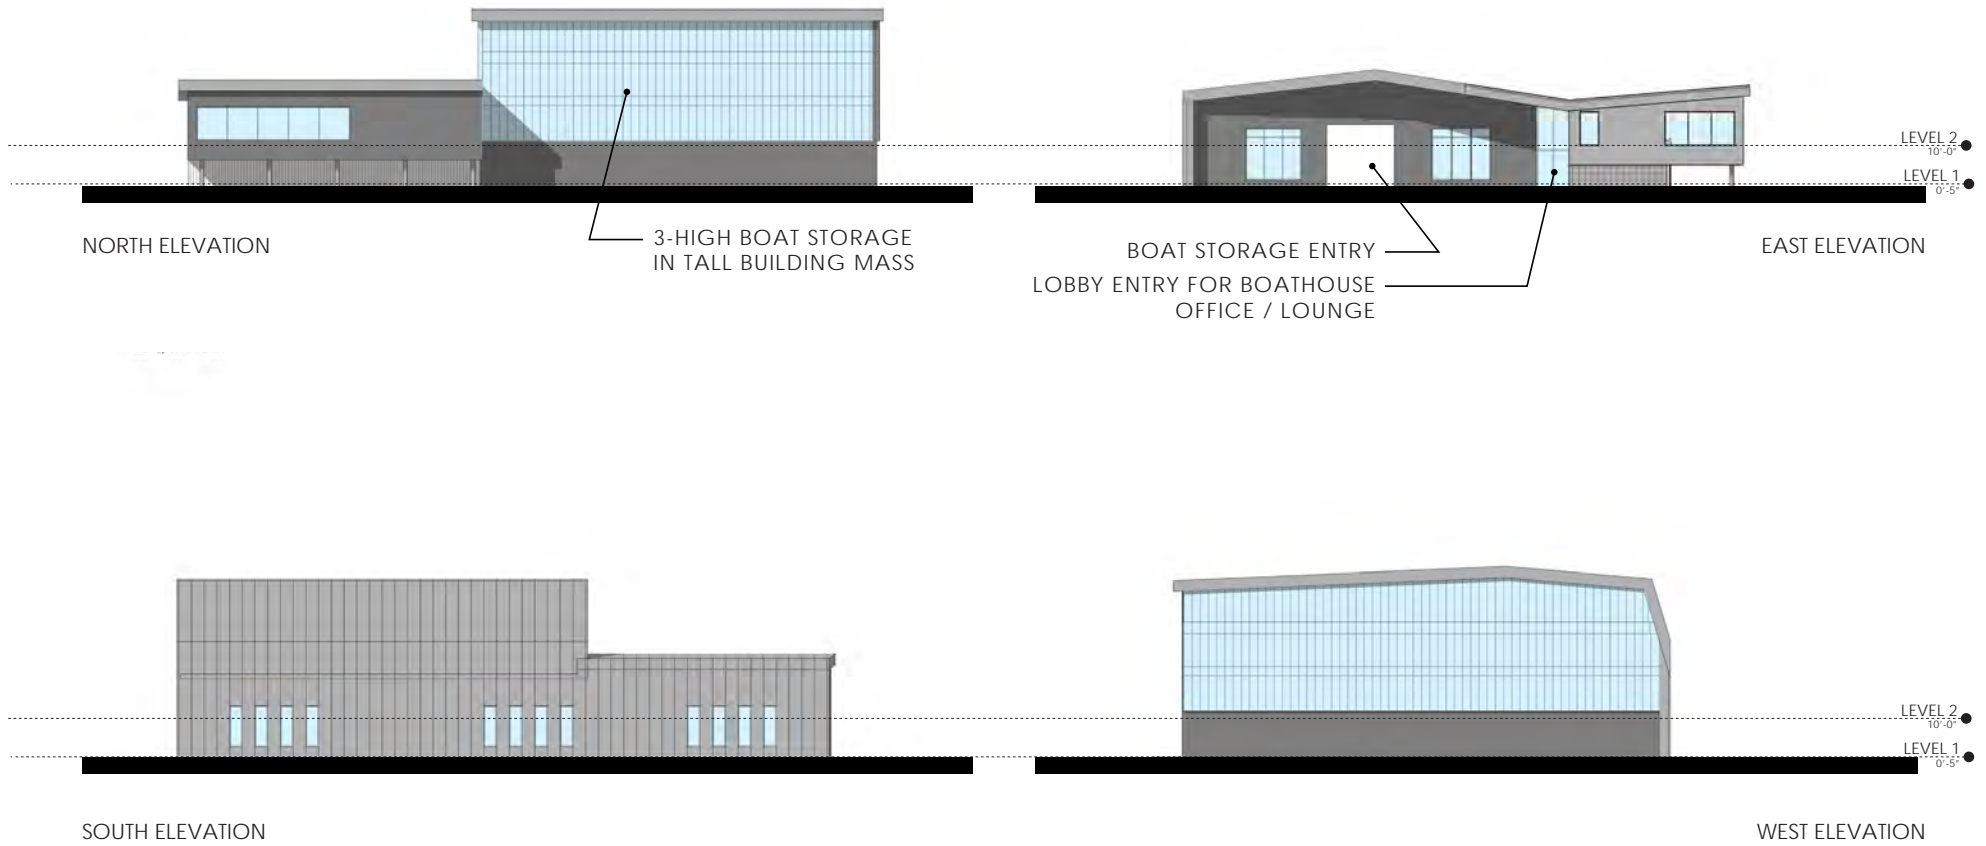 LEVEL 2
10'-0"
LEVEL 1
0'-5"
NORTH ELEVATION
3-HIGH BOAT STORAGE
IN TALL BUILDING MASS
BOAT STORAGE ENTRY
LOBBY ENTRY FOR BOATHOUSE
OFFICE / LOUNGE
EAST ELEVATION
LEVEL 2
10'-0"
LEVEL 1
0'-5"
SOUTH ELEVATION
WEST ELEVATION